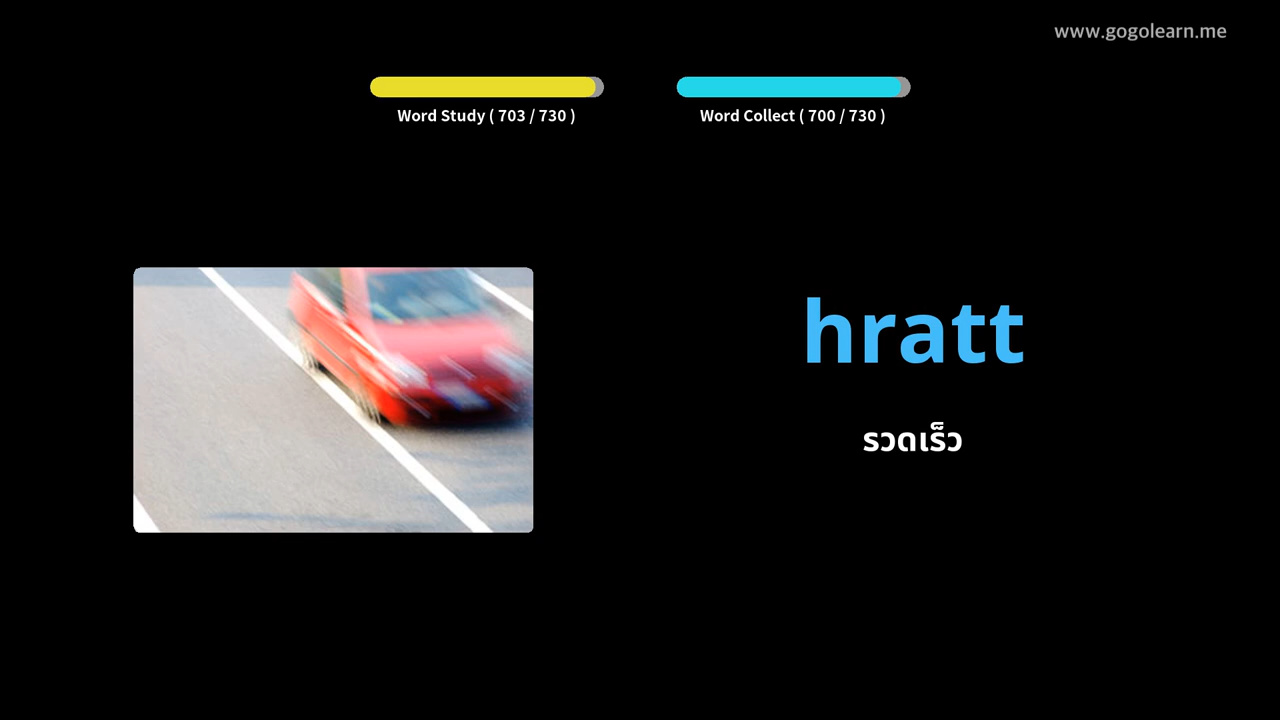 www.gogolearn.me
Word Study ( 703 / 730 )
Word Collect ( 700 / 730 )
hratt
รวดเร็ว